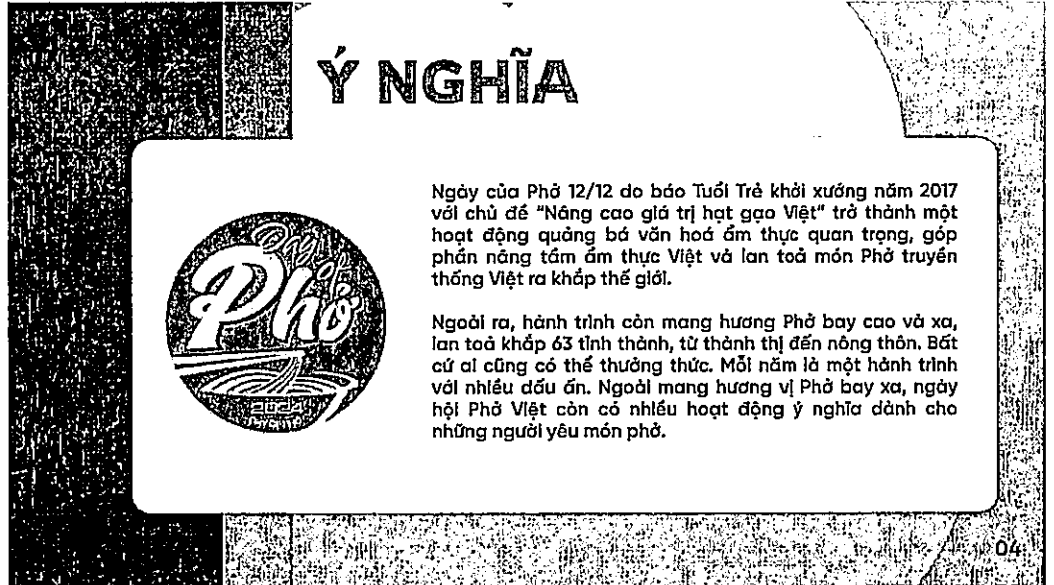 Ý NGHĨA
Ngày của Phở 12/12 do báo Tuổi Trẻ khởi xướng năm 2017
với chủ đề “Nâng cao giá trị hạt gạo Việt” trở thành một
hoạt động quảng bá văn hoá ẩm thực quan trọng, góp
phần nâng tầm ẩm thực Việt và lan toả món Phở truyền
thống Việt ra khắp thế giới.
Ngoài ra, hành trình còn mang hương Phở bay cao và xa,
lan toả khắp 63 tỉnh thành, từ thành thị đến nông thôn. Bất
cứ ai cũng có thể thưởng thức. Mỗi năm là một hành trình
với nhiều dấu ấn. Ngoài mang hương vị Phở bay xa, ngày
hội Phở Việt còn có nhiều hoạt động ý nghĩa dành cho
những người yêu món phở.
Day of
Phở
04